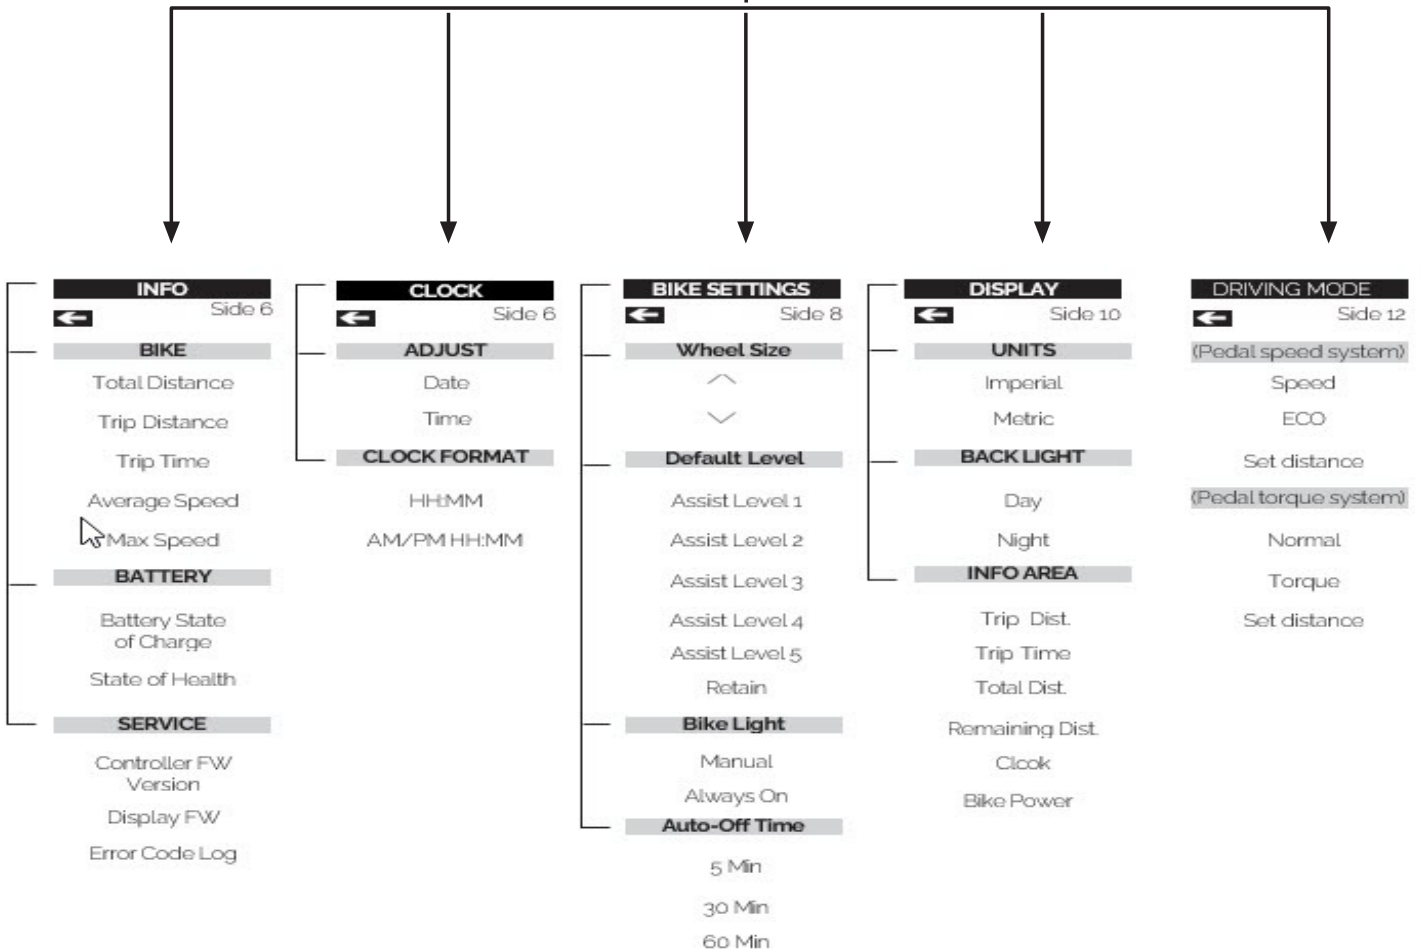 INFO
Side 6
BIKE
Total Distance
Trip Distance
Trip Time
Average Speed
Max Speed
BATTERY
Battery State
of Charge
State of Health
SERVICE
Controller FW
Version
Display FW
Error Code Log
CLOCK
Side 6
ADJUST
Date
Time
CLOCK FORMAT
HH:MM
AM/PM HH:MM
BIKE SETTINGS
Side 8
Wheel Size
Default Level
Assist Level 1
Assist Level 2
Assist Level 3
Assist Level 4
Assist Level 5
Retain
Bike Light
Manual
Always On
Auto-Off Time
5 Min
30 Min
60 Min
DISPLAY
Side 10
UNITS
Imperial
Metric
BACK LIGHT
Day
Night
INFO AREA
Trip Dist.
Trip Time
Total Dist.
Remaining Dist.
Clcok
Bike Power
DRIVING MODE
Side 12
(Pedal speed system)
Speed
ECO
Set distance
(Pedal torque system)
Normal
Torque
Set distance